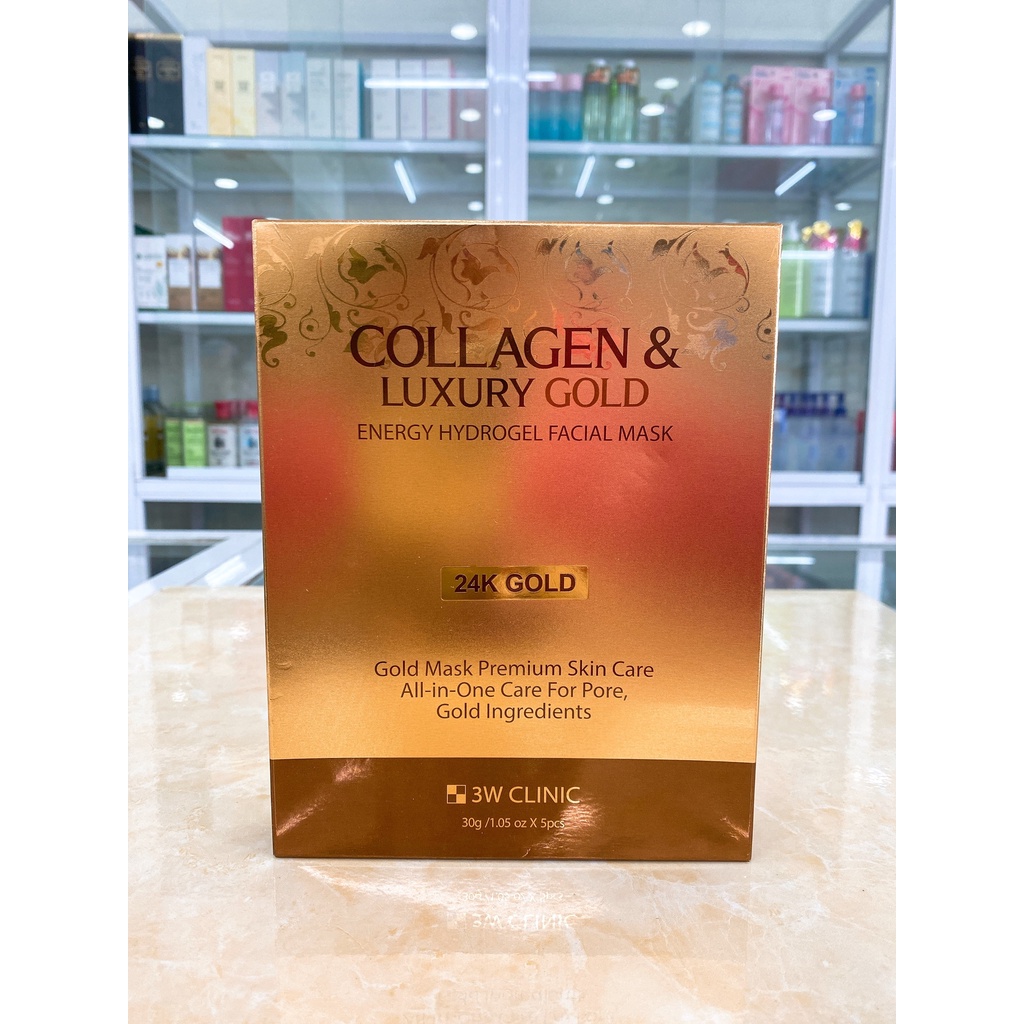 COLLAGEN &
LUXURY GOLD
ENERGY HYDROGEL FACIAL MASK
24K GOLD
Gold Mask Premium Skin Care
All-in-One Care For Pore,
Gold Ingredients
3W CLINIC
30g /1.05 oz X 5pcs